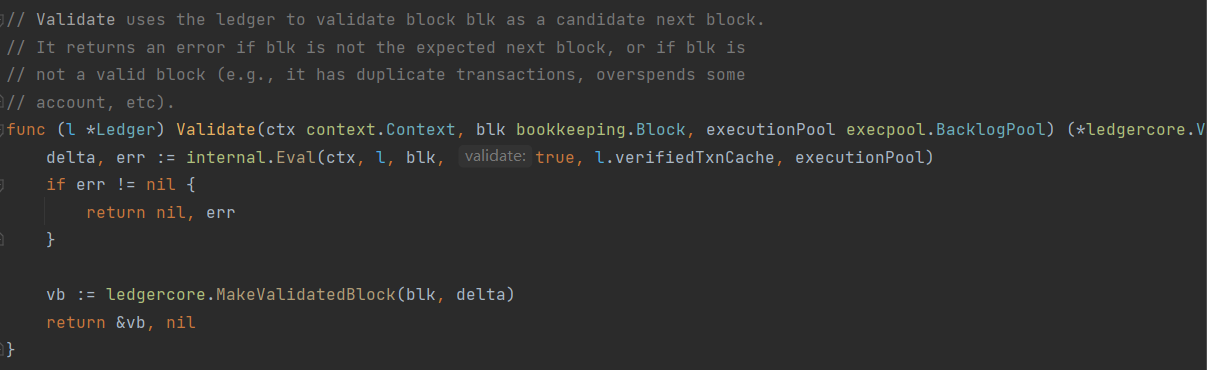 // Validate uses the ledger to validate block blk as a candidate next block.
// It returns an error if blk is not the expected next block, or if blk is
// not a valid block (e.g., it has duplicate transactions, overspends some
// account, etc).
func (l *Ledger) Validate(ctx context.Context, blk bookkeeping.Block, executionPool execpool.BacklogPool) (*ledgercore.V
    delta, err := internal.Eval(ctx, l, blk, validate: true, l.verifiedTxnCache, executionPool)
    if err != nil {
        return nil, err
    }
    vb := ledgercore.MakeValidatedBlock(blk, delta)
    return &vb, nil
}